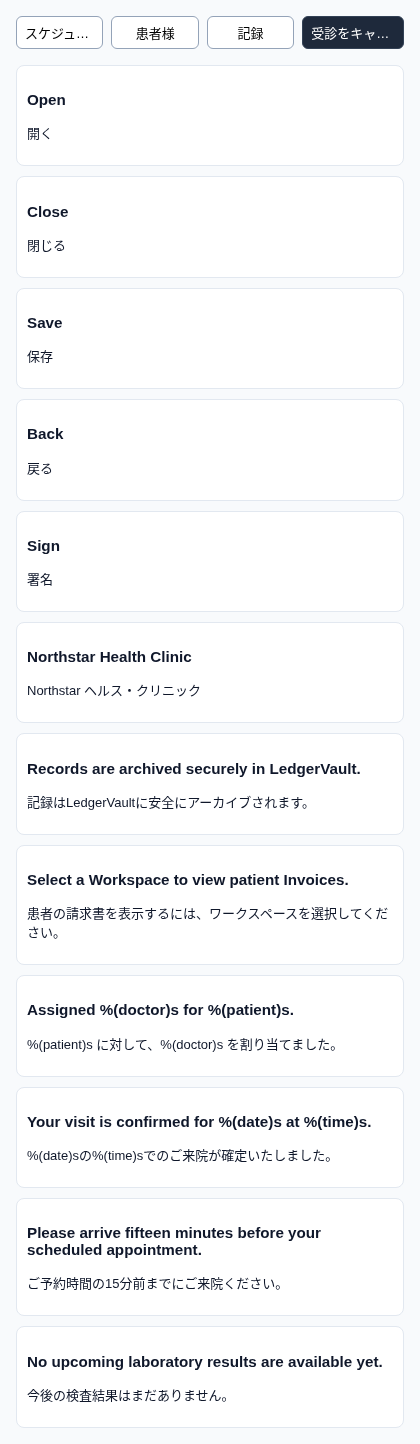 スケジュ…
患者様
記録
受診をキャ…
Open
開く
Close
閉じる
Save
保存
Back
戻る
Sign
署名
Northstar Health Clinic
Northstar ヘルス・クリニック
Records are archived securely in LedgerVault.
記録はLedgerVaultに安全にアーカイブされます。
Select a Workspace to view patient Invoices.
患者の請求書を表示するには、ワークスペースを選択してくだ
さい。
Assigned %(doctor)s for %(patient)s.
%(patient)s に対して、%(doctor)s を割り当てました。
Your visit is confirmed for %(date)s at %(time)s.
%(date)sの%(time)sでのご来院が確定いたしました。
Please arrive fifteen minutes before your
scheduled appointment.
ご予約時間の15分前までにご来院ください。
No upcoming laboratory results are available yet.
今後の検査結果はまだありません。